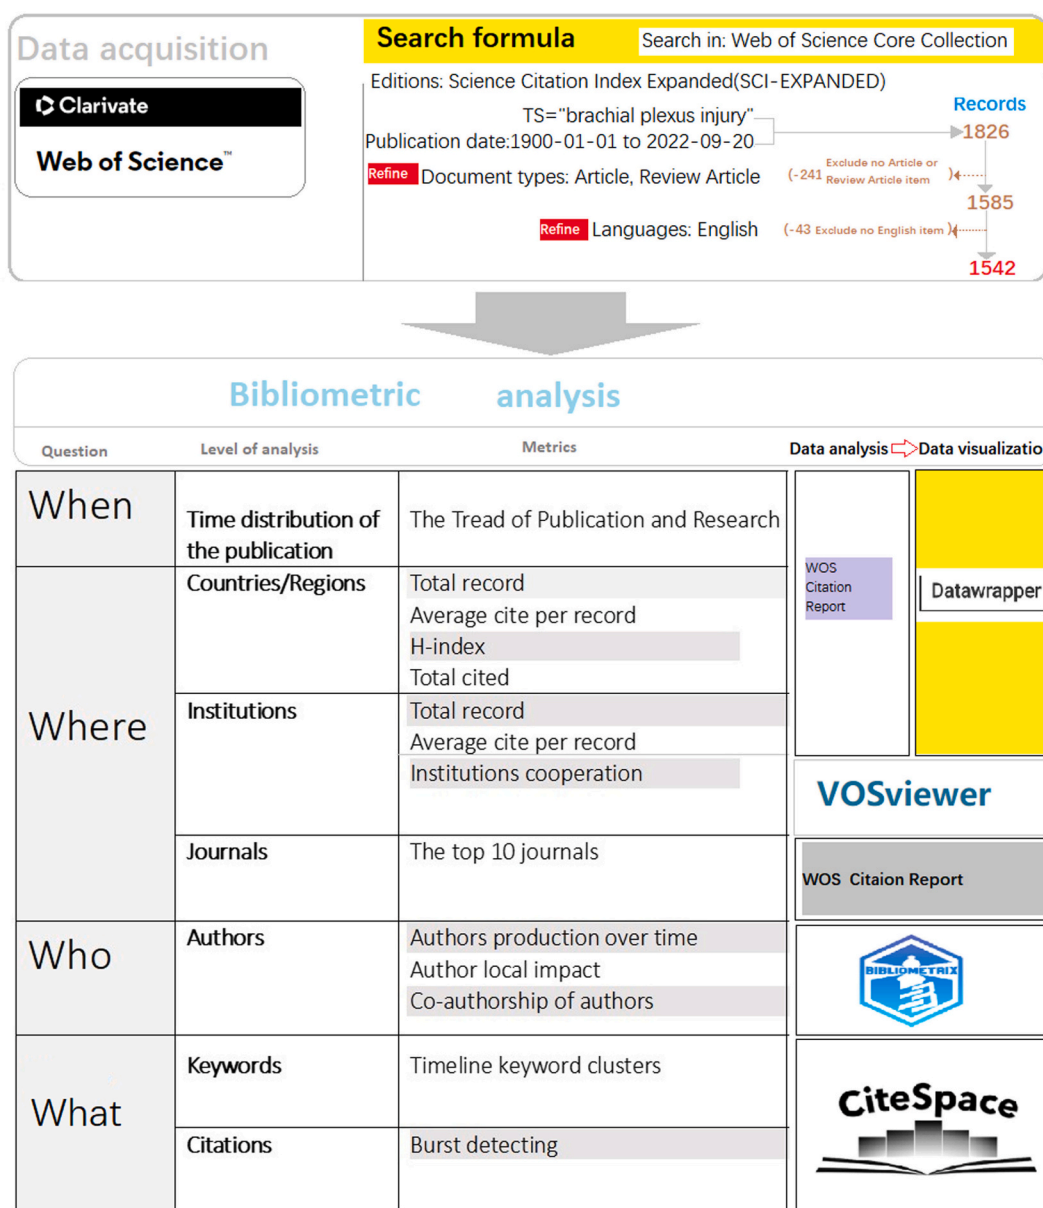 Data acquisition
Clarivate
Web of Science™
Search formula
Search in: Web of Science Core Collection
Editions: Science Citation Index Expanded(SCI-EXPANDED)
TS="brachial plexus injury"
Publication date:1900-01-01 to 2022-09-20
Records
1826
Refine Document types: Article, Review Article
(-241 Exclude no Article or
Review Article item )
1585
Refine Languages: English
(-43 Exclude no English item )
1542
Bibliometric analysis
Question Level of analysis Metrics Data analysis Data visualizatio
When
Time distribution of
the publication
The Tread of Publication and Research
WOS
Citation
Report
Datawrapper
Where
Countries/Regions
Total record
Average cite per record
H-index
Total cited
Institutions
Total record
Average cite per record
Institutions cooperation
VOSviewer
Journals
The top 10 journals
WOS Citaion Report
Who
Authors
Authors production over time
Author local impact
Co-authorship of authors
BIBLIOMETRIX
What
Keywords
Timeline keyword clusters
CiteSpace
Citations
Burst detecting